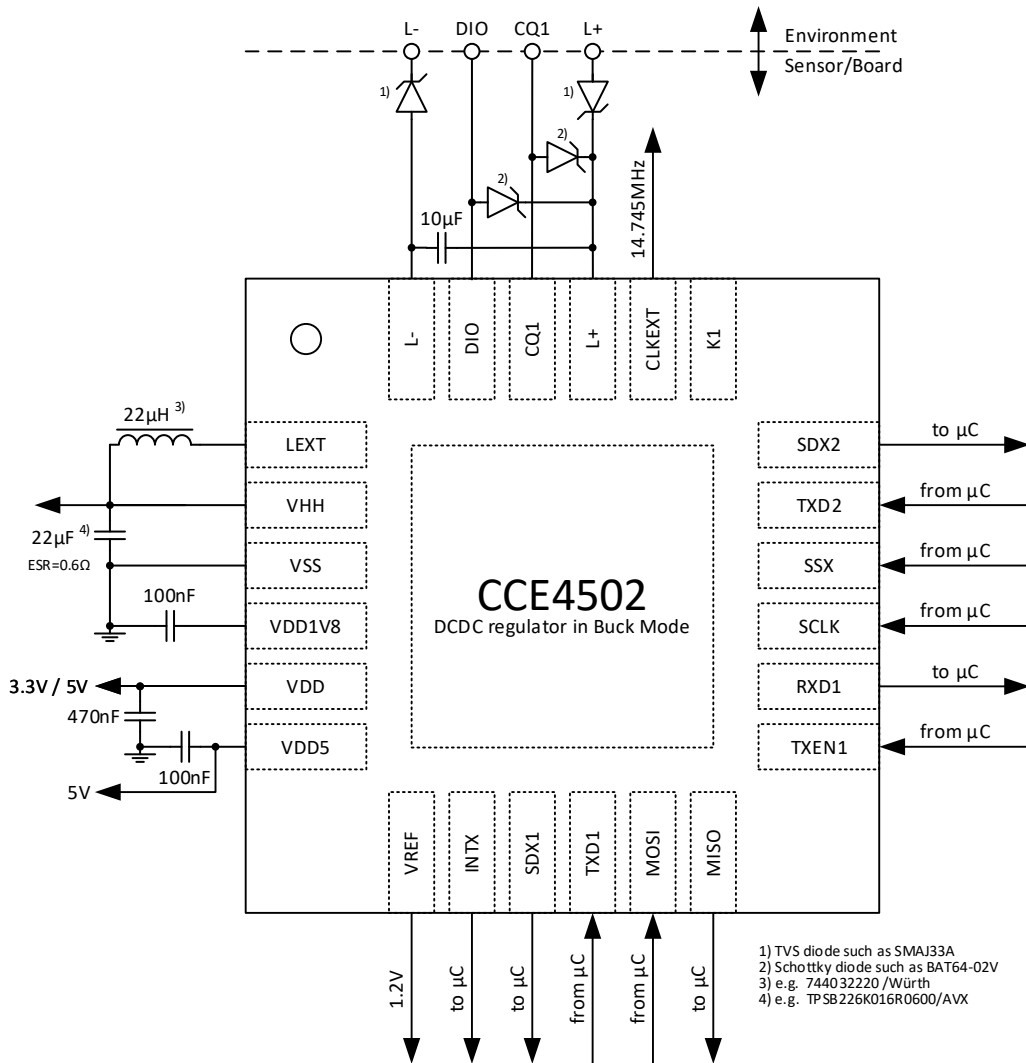 L- DIO CQ1 L+
Environment
Sensor/Board
1)
1)
2)
2)
10µF
14.745MHz
L-
DIO
CQ1
L+
CLKEXT
K1
22µH 3)
LEXT
SDX2
to µC
VHH
TXD2
from µC
22µF 4)
ESR=0.6Ω
VSS
SSX
from µC
CCE4502
DCDC regulator in Buck Mode
100nF
VDD1V8
SCLK
from µC
3.3V / 5V
VDD
RXD1
to µC
470nF
VDD5
TXEN1
from µC
100nF
5V
VREF
INTX
SDX1
TXD1
MOSI
MISO
1.2V
to µC
to µC
from µC
from µC
to µC
1) TVS diode such as SMAJ33A
2) Schottky diode such as BAT64-02V
3) e.g. 744032220 /Würth
4) e.g. TPSB226K016R0600/AVX